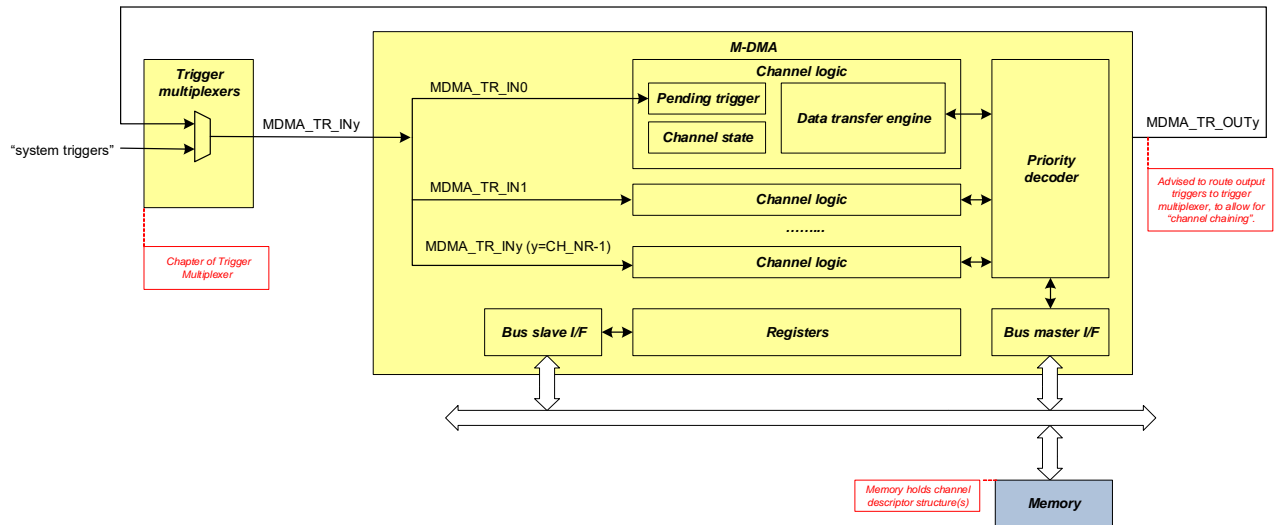 M-DMA
Trigger
multiplexers
Channel logic
MDMA_TR_IN0
Pending trigger
Data transfer engine
Channel state
MDMA_TR_INy
MDMA_TR_OUTy
“system triggers”
Priority
decoder
MDMA_TR_IN1
Channel logic
Advised to route output
triggers to trigger
multiplexer, to allow for
“channel chaining”.
.........
MDMA_TR_INy (y=CH_NR-1)
Channel logic
Chapter of Trigger
Multiplexer
Bus slave I/F
Registers
Bus master I/F
Memory holds channel
descriptor structure(s)
Memory